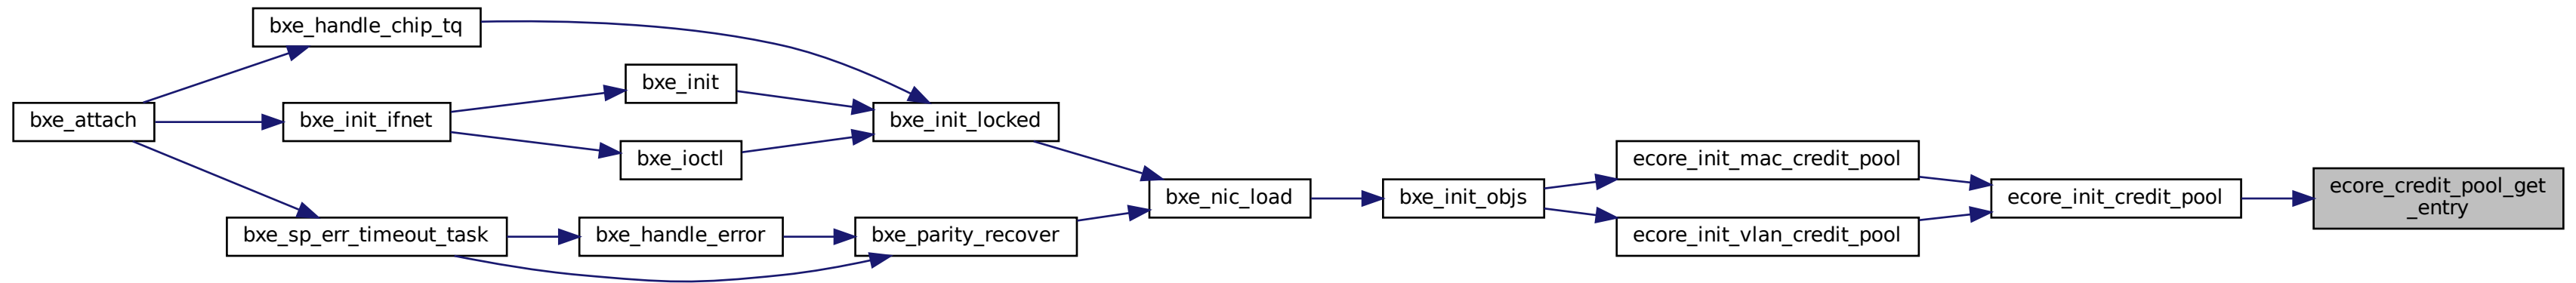 bxe_handle_chip_tq
bxe_init
bxe_attach
bxe_init_ifnet
bxe_init_locked
bxe_ioctl
ecore_init_mac_credit_pool
bxe_nic_load
bxe_init_objs
ecore_init_credit_pool
ecore_credit_pool_get
_entry
bxe_sp_err_timeout_task
bxe_handle_error
bxe_parity_recover
ecore_init_vlan_credit_pool